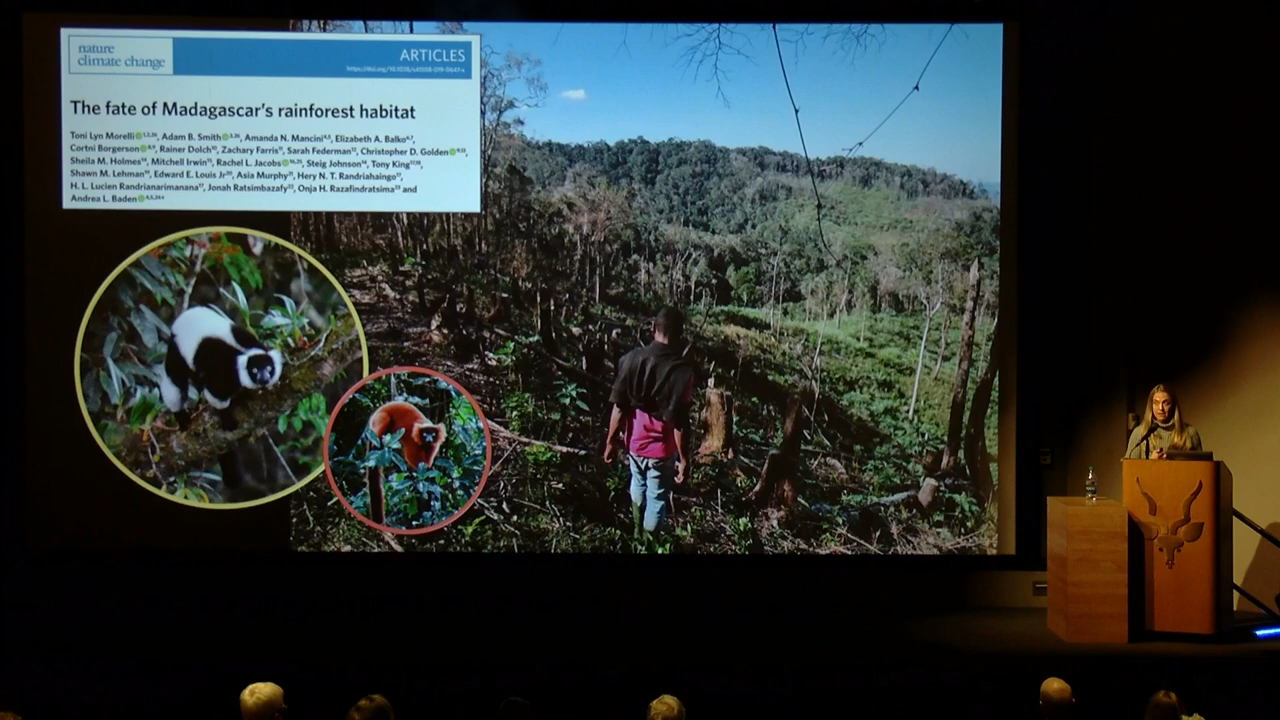 nature
climate change
ARTICLES
The fate of Madagascar's rainforest habitat
Toni Lyn Morelli, Adam B. Smith, Amanda N. Mancini, Elizabeth A. Balko,
Cortni Borgerson, Rainer Dolch, Zachary Farris, Sarah Federman, Christopher D. Golden,
Sheila M. Holmes, Mitchell Irwin, Rachel L. Jacobs, Steig Johnson, Tony King,
Shawn M. Lehman, Edward E. Louis Jr, Asia Murphy, Hery N. T. Randriahaingo,
H. L. Lucien Randrianarimanana, Jonah Ratsimbazafy, Onja H. Razafindratsima and
Andrea L. Baden